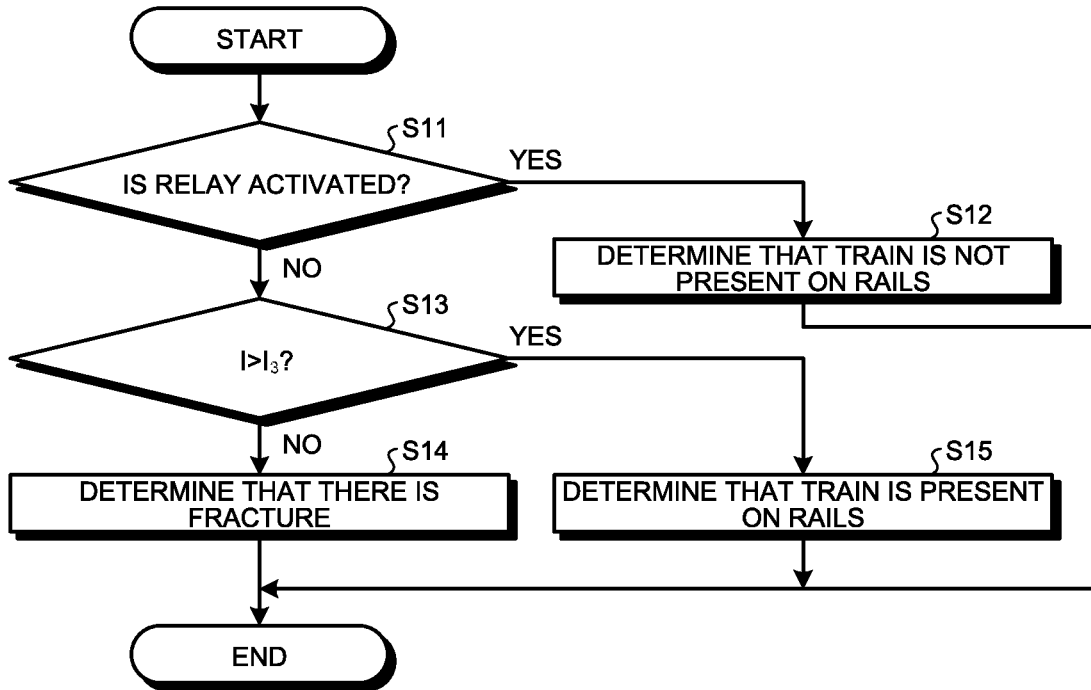 START
S11
IS RELAY ACTIVATED?
YES
NO
S12
DETERMINE THAT TRAIN IS NOT
PRESENT ON RAILS
S13
I>I₃?
YES
NO
S14
DETERMINE THAT THERE IS
FRACTURE
S15
DETERMINE THAT TRAIN IS PRESENT
ON RAILS
END